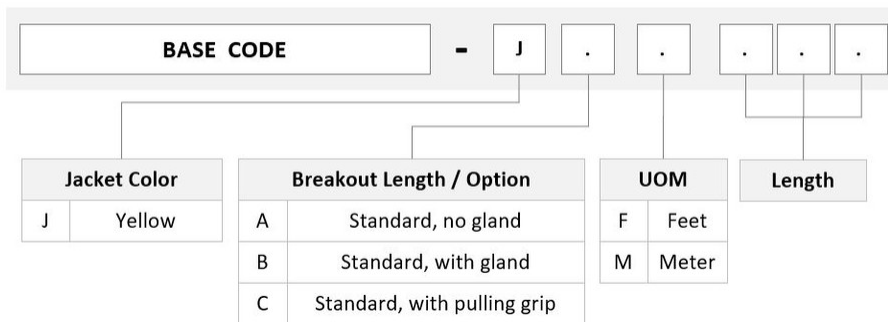 BASE CODE - J . . . . .
Jacket Color
J Yellow
Breakout Length / Option
A Standard, no gland
B Standard, with gland
C Standard, with pulling grip
UOM
F Feet
M Meter
Length